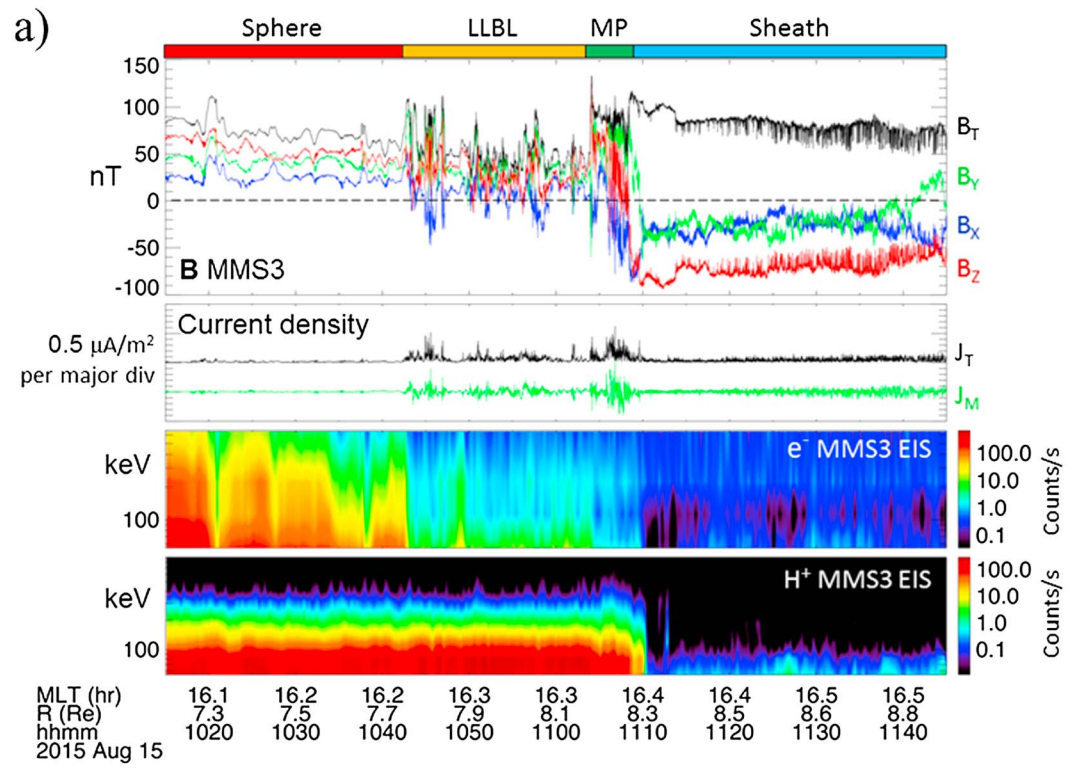 a)
Sphere LLBL MP Sheath
150
100
50
0
-50
-100
nT
B MMS3
B_T
B_Y
B_X
B_Z
Current density
0.5 μA/m²
per major div
J_T
J_M
keV
100
e⁻ MMS3 EIS
100.0
10.0
1.0
0.1
Counts/s
keV
100
H⁺ MMS3 EIS
100.0
10.0
1.0
0.1
Counts/s
MLT (hr) 16.1 16.2 16.2 16.3 16.3 16.4 16.4 16.5 16.5
R (Re) 7.3 7.5 7.7 7.9 8.1 8.3 8.5 8.6 8.8
hhmm 1020 1030 1040 1050 1100 1110 1120 1130 1140
2015 Aug 15